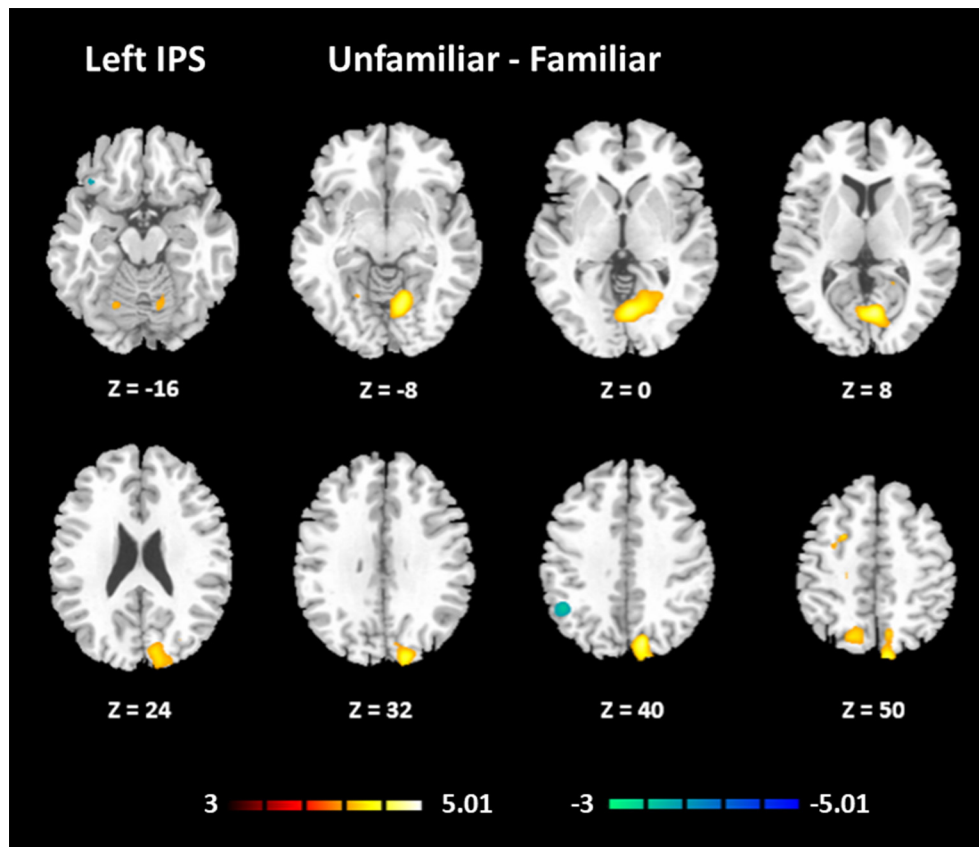 Left IPS Unfamiliar - Familiar
Z = -16 Z = -8 Z = 0 Z = 8
Z = 24 Z = 32 Z = 40 Z = 50
3 5.01 -3 -5.01